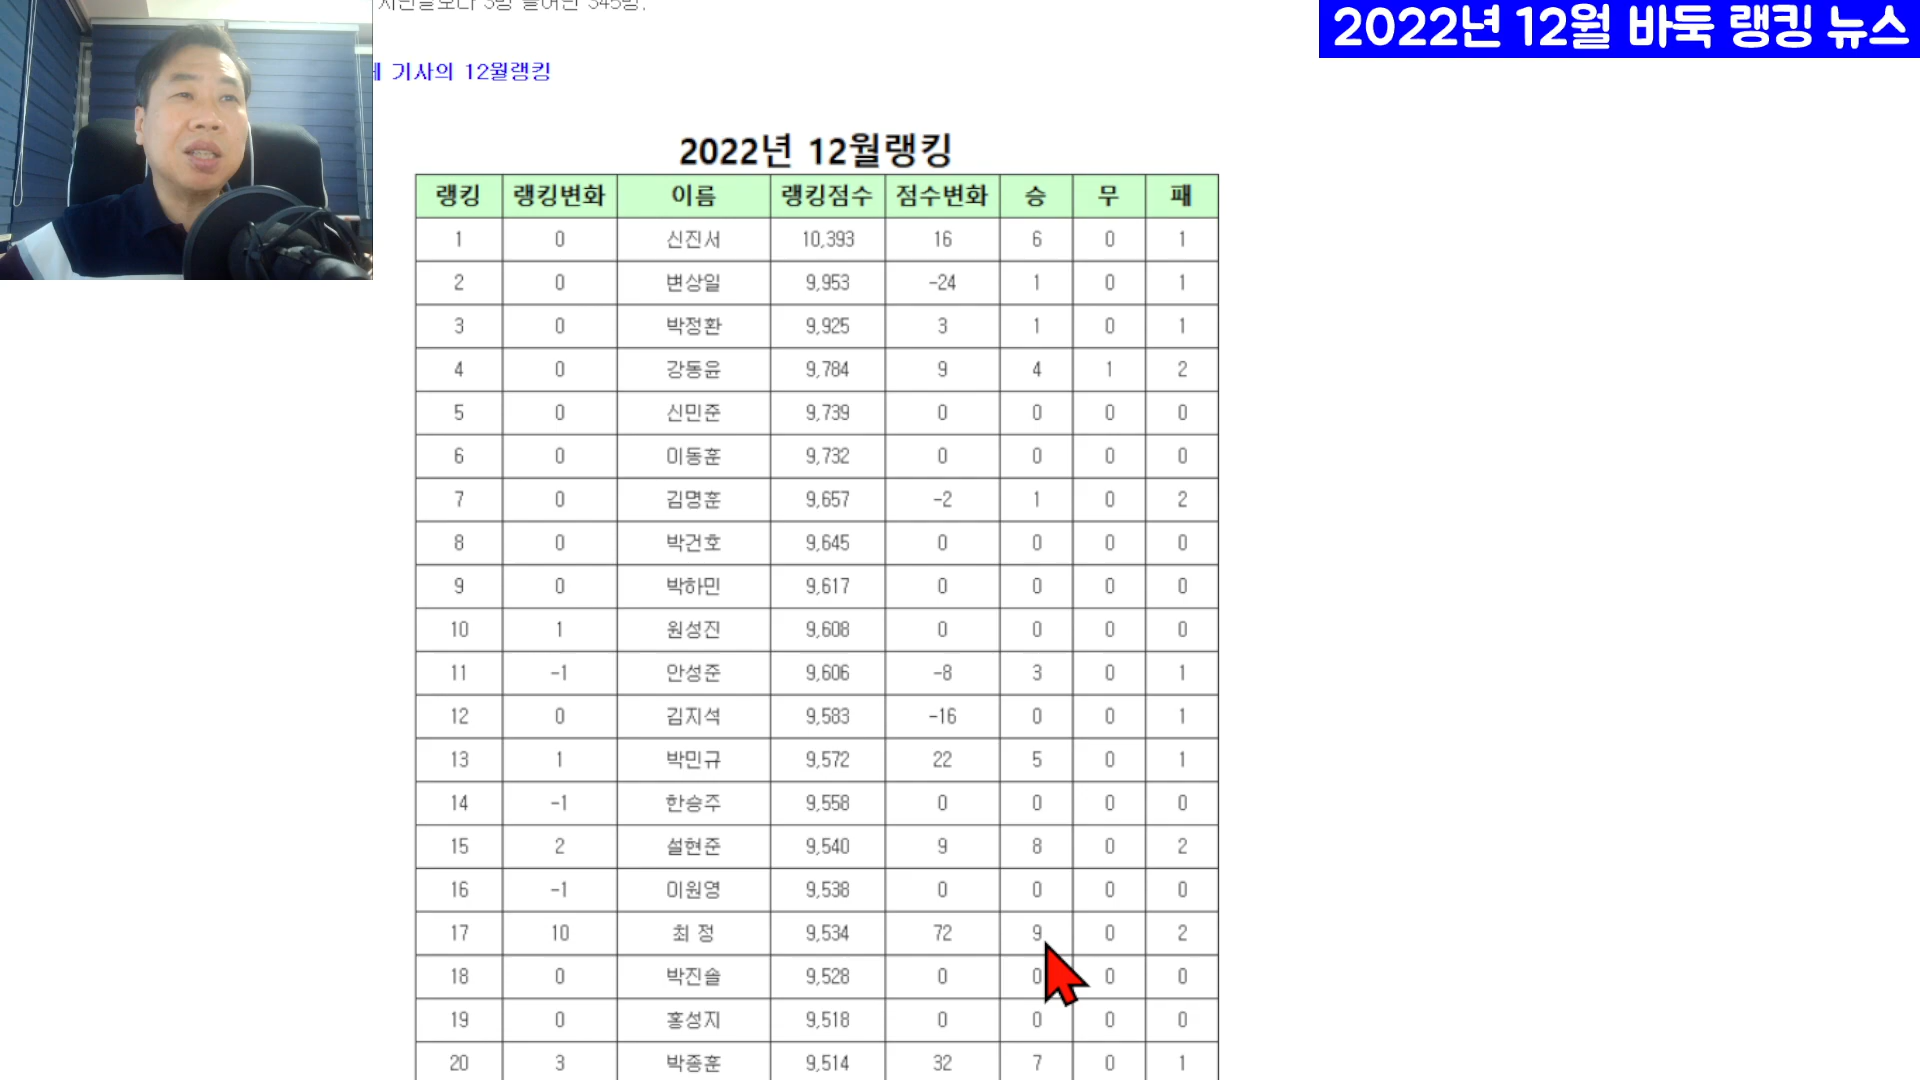 2022년 12월 바둑 랭킹 뉴스
기사의 12월랭킹
2022년 12월랭킹
랭킹 랭킹변화 이름 랭킹점수 점수변화 승 무 패
1 0 신진서 10,393 16 6 0 1
2 0 변상일 9,953 -24 1 0 1
3 0 박정환 9,925 3 1 0 1
4 0 강동윤 9,784 9 4 1 2
5 0 신민준 9,739 0 0 0 0
6 0 이동훈 9,732 0 0 0 0
7 0 김명훈 9,657 -2 1 0 2
8 0 박건호 9,645 0 0 0 0
9 0 박하민 9,617 0 0 0 0
10 1 원성진 9,608 0 0 0 0
11 -1 안성준 9,606 -8 3 0 1
12 0 김지석 9,583 -16 0 0 1
13 1 박민규 9,572 22 5 0 1
14 -1 한승주 9,558 0 0 0 0
15 2 설현준 9,540 9 8 0 2
16 -1 이원영 9,538 0 0 0 0
17 10 최 정 9,534 72 9 0 2
18 0 박진솔 9,528 0 0 0 0
19 0 홍성지 9,518 0 0 0 0
20 3 박종훈 9,514 32 7 0 1